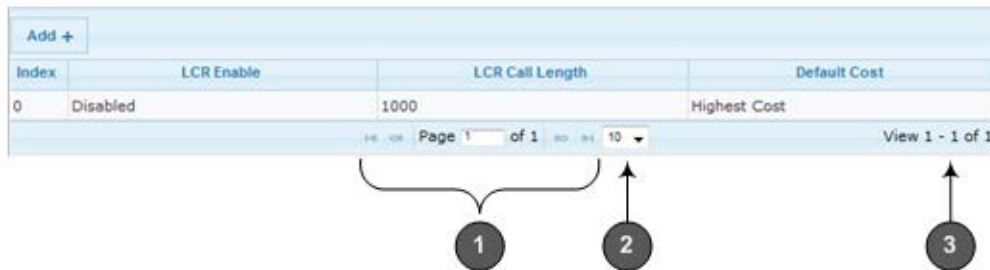 Add +
Index LCR Enable LCR Call Length Default Cost
0 Disabled 1000 Highest Cost
Page 1 of 1 10 View 1 - 1 of 1
1 2 3